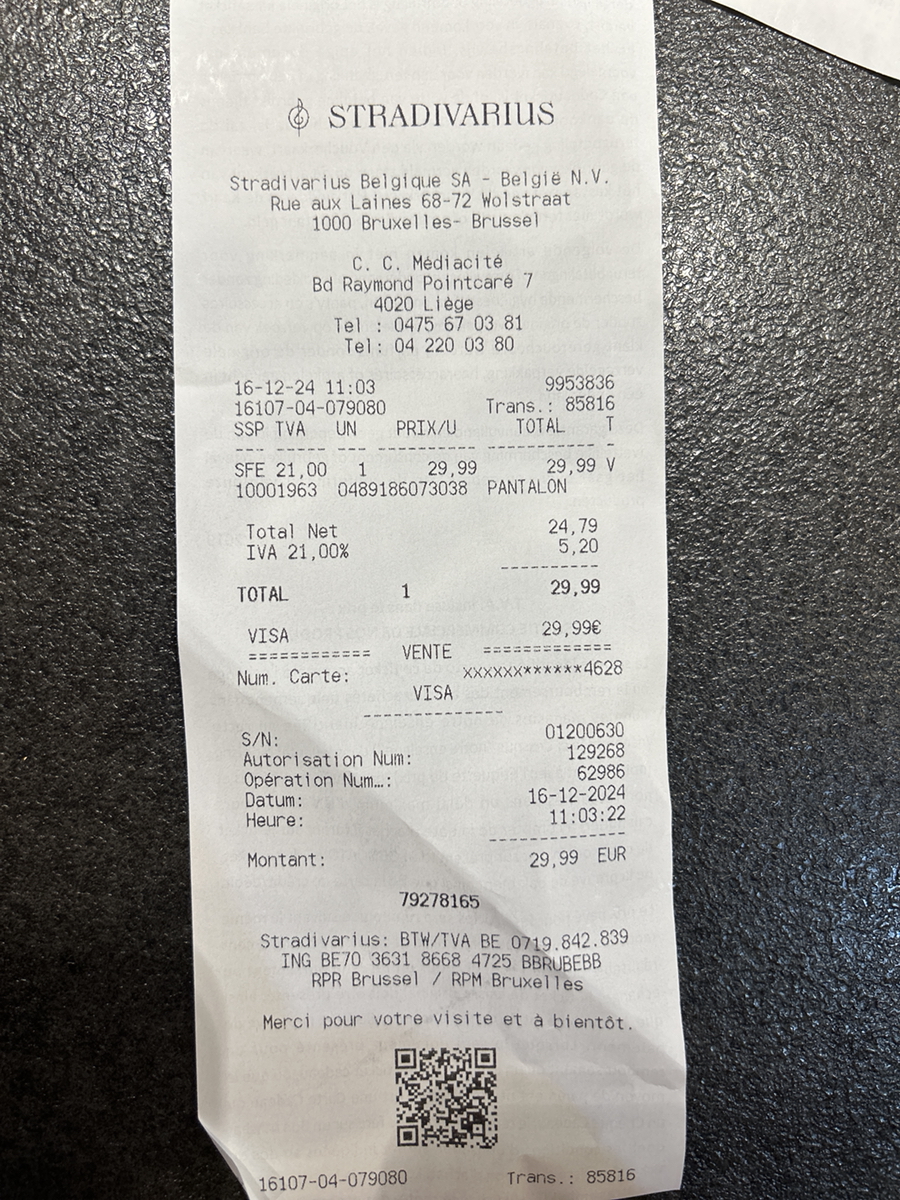 STRADIVARIUS
Stradivarius Belgique SA - België N.V.
Rue aux Laines 68-72 Wolstraat
1000 Bruxelles- Brussel
C. C. Médiacité
Bd Raymond Pointcaré 7
4020 Liège
Tel : 0475 67 03 81
Tel: 04 220 03 80
16-12-24 11:03 9953836
16107-04-079080 Trans.: 85816
SSP TVA UN PRIX/U TOTAL T
SFE 21,00 1 29,99 29,99 V
10001963 0489186073038 PANTALON
Total Net 24,79
IVA 21,00% 5,20
TOTAL 1 29,99
VISA 29,99€
============ VENTE =============
Num. Carte: XXXXXX******4628
VISA
S/N: 01200630
Autorisation Num: 129268
Opération Num…: 62986
Datum: 16-12-2024
Heure: 11:03:22
Montant: 29,99 EUR
79278165
Stradivarius: BTW/TVA BE 0719.842.839
ING BE70 3631 8668 4725 BBRUBEBB
RPR Brussel / RPM Bruxelles
Merci pour votre visite et à bientôt.
16107-04-079080 Trans.: 85816